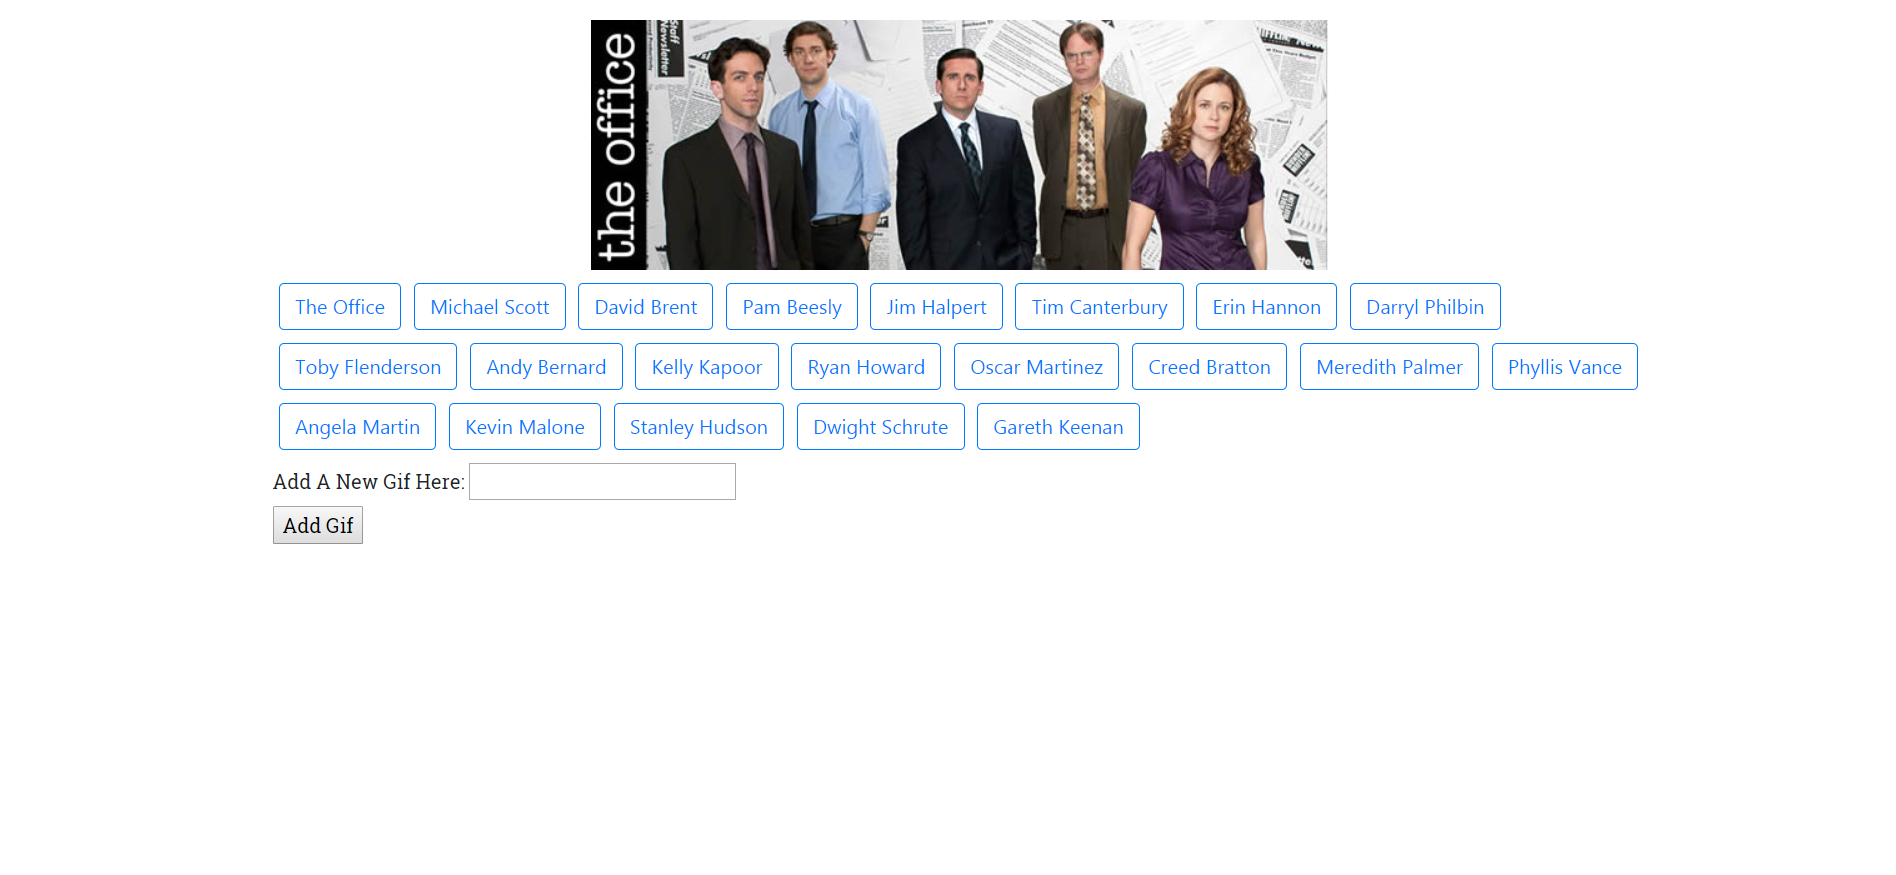 the office
Staff
Newsletter
The Office Michael Scott David Brent Pam Beesly Jim Halpert Tim Canterbury Erin Hannon Darryl Philbin
Toby Flenderson Andy Bernard Kelly Kapoor Ryan Howard Oscar Martinez Creed Bratton Meredith Palmer Phyllis Vance
Angela Martin Kevin Malone Stanley Hudson Dwight Schrute Gareth Keenan
Add A New Gif Here:
Add Gif